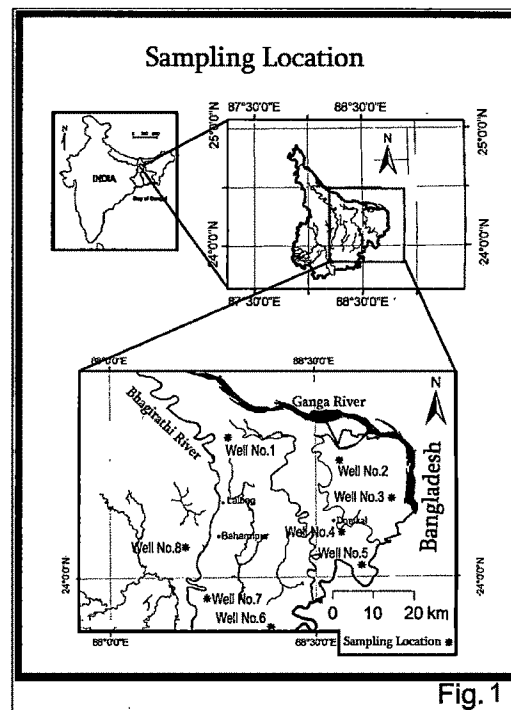 Sampling Location
87°30'0"E 88°30'0"E
25°0'0"N 25°0'0"N
N
N
INDIA
Bay of Bengal
24°0'0"N 24°0'0"N
87°30'0"E 88°30'0"E
88°0'0"E 88°30'0"E
Ganga River
N
Bhagirathi River
Well No.1
Well No.2
Bangladesh
Well No.3
Lalbag
Domkal
Well No.4
Baharmpur
Well No.8
Well No.5
24°0'0"N 24°0'0"N
Well No.7
0 10 20 km
Well No.6
88°0'0"E 88°30'0"E
Sampling Location
Fig. 1